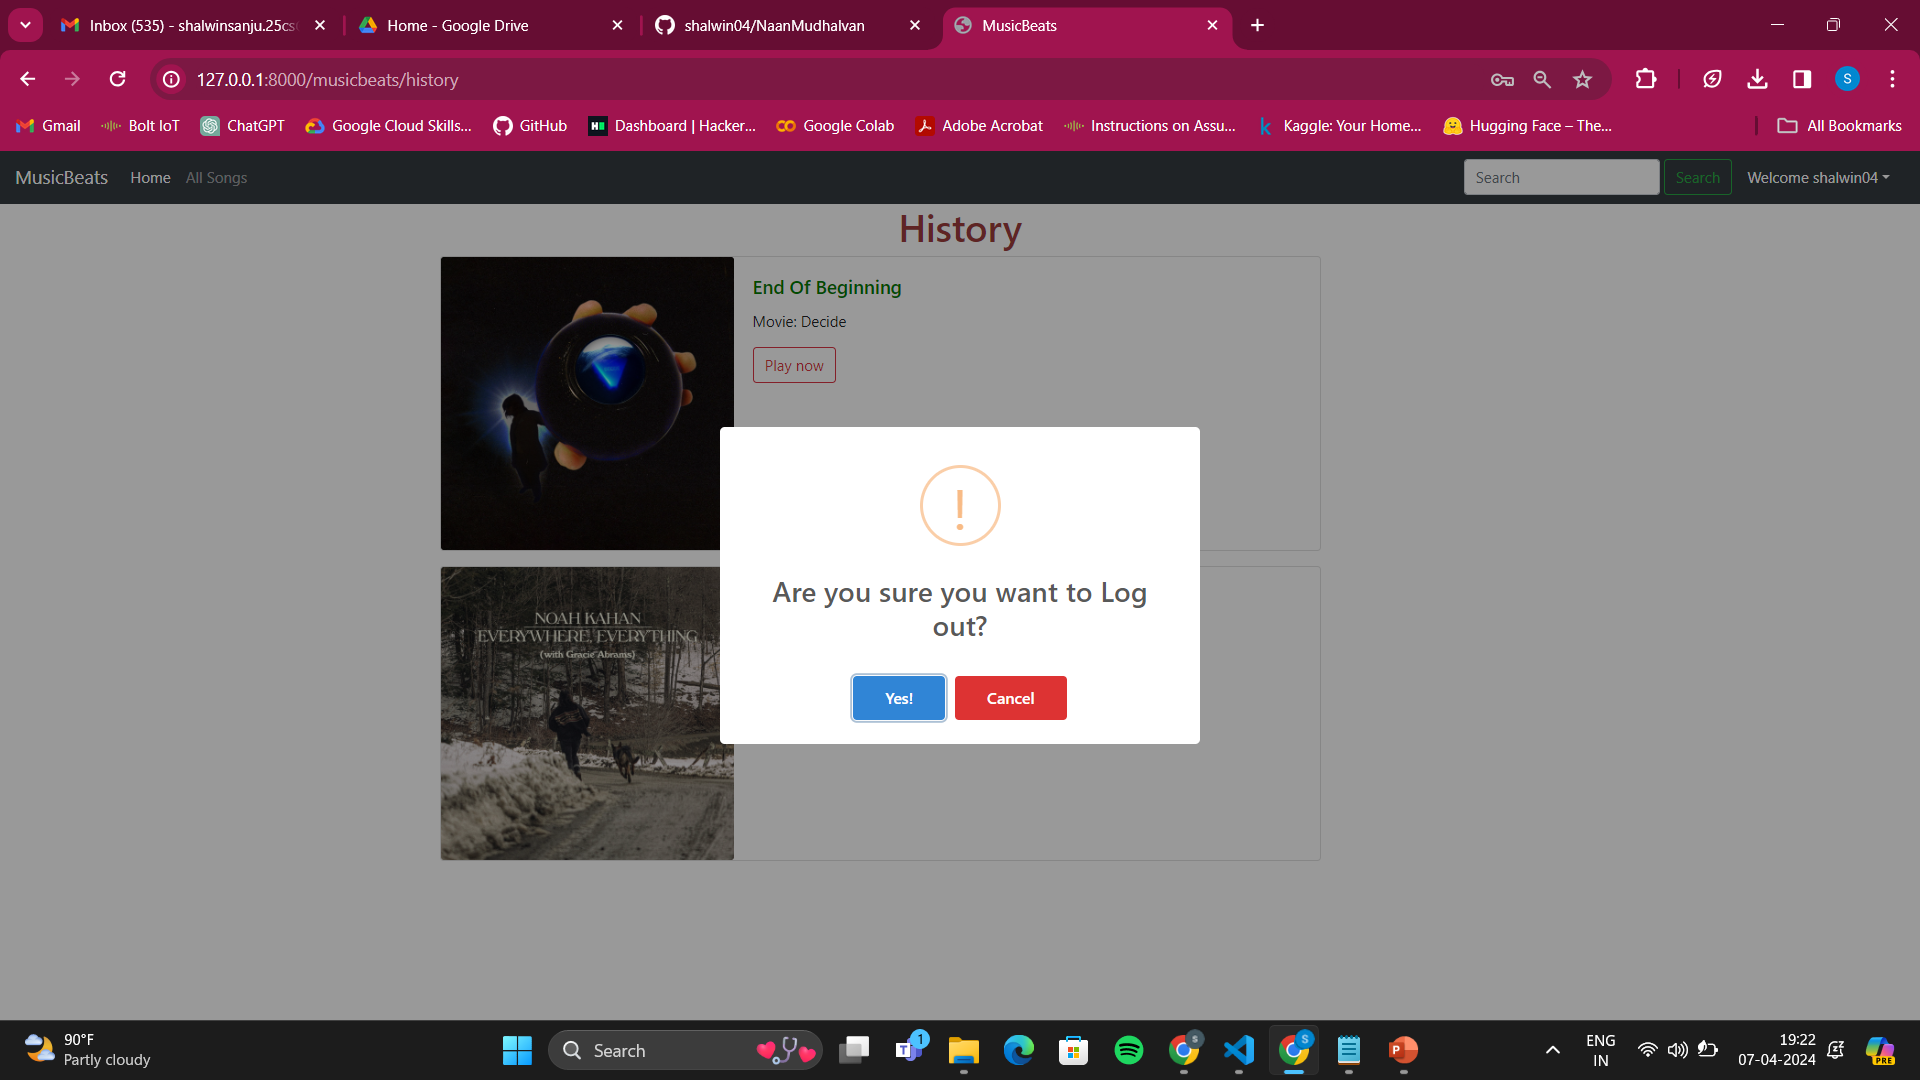 Inbox (535) - shalwinsanju.25cs
Home - Google Drive
shalwin04/NaanMudhalvan
MusicBeats
127.0.0.1:8000/musicbeats/history
S
Gmail
Bolt IoT
ChatGPT
Google Cloud Skills...
GitHub
Dashboard | Hacker...
Google Colab
Adobe Acrobat
Instructions on Assu...
Kaggle: Your Home...
Hugging Face – The...
All Bookmarks
MusicBeats
Home
All Songs
Search
Search
Welcome shalwin04
History
End Of Beginning
Movie: Decide
Play now
NOAH KAHAN
EVERYWHERE, EVERYTHING
(with Gracie Abrams)
!
Are you sure you want to Log
out?
Yes!
Cancel
90°F
Partly cloudy
Search
1
S
S
ENG
IN
19:22
07-04-2024
PRE